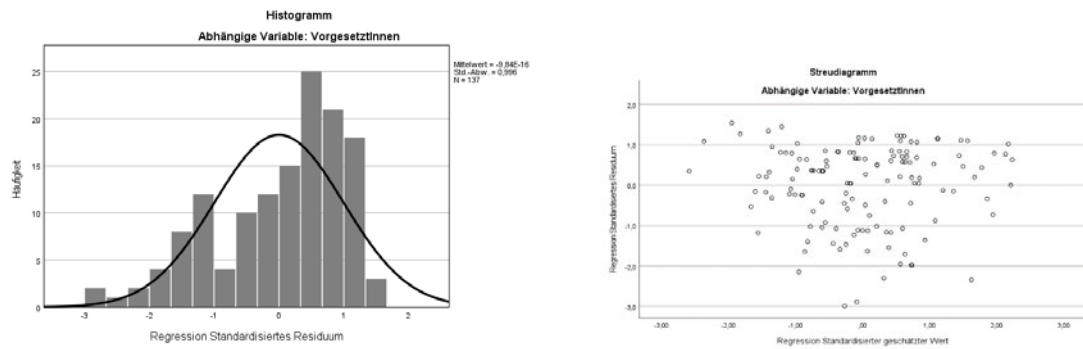 Histogramm
Abhängige Variable: VorgesetztInnen
Mittelwert = -9,84E-16
Std.-Abw. = 0,996
N = 137
25
20
15
10
5
0
Häufigkeit
-3
-2
-1
0
1
2
Regression Standardisiertes Residuum
Streudiagramm
Abhängige Variable: VorgesetztInnen
2,0
1,0
0,0
-1,0
-2,0
-3,0
Regression Standardisiertes Residuum
-3,00
-2,00
-1,00
,00
1,00
2,00
3,00
Regression Standardisierter geschätzter Wert